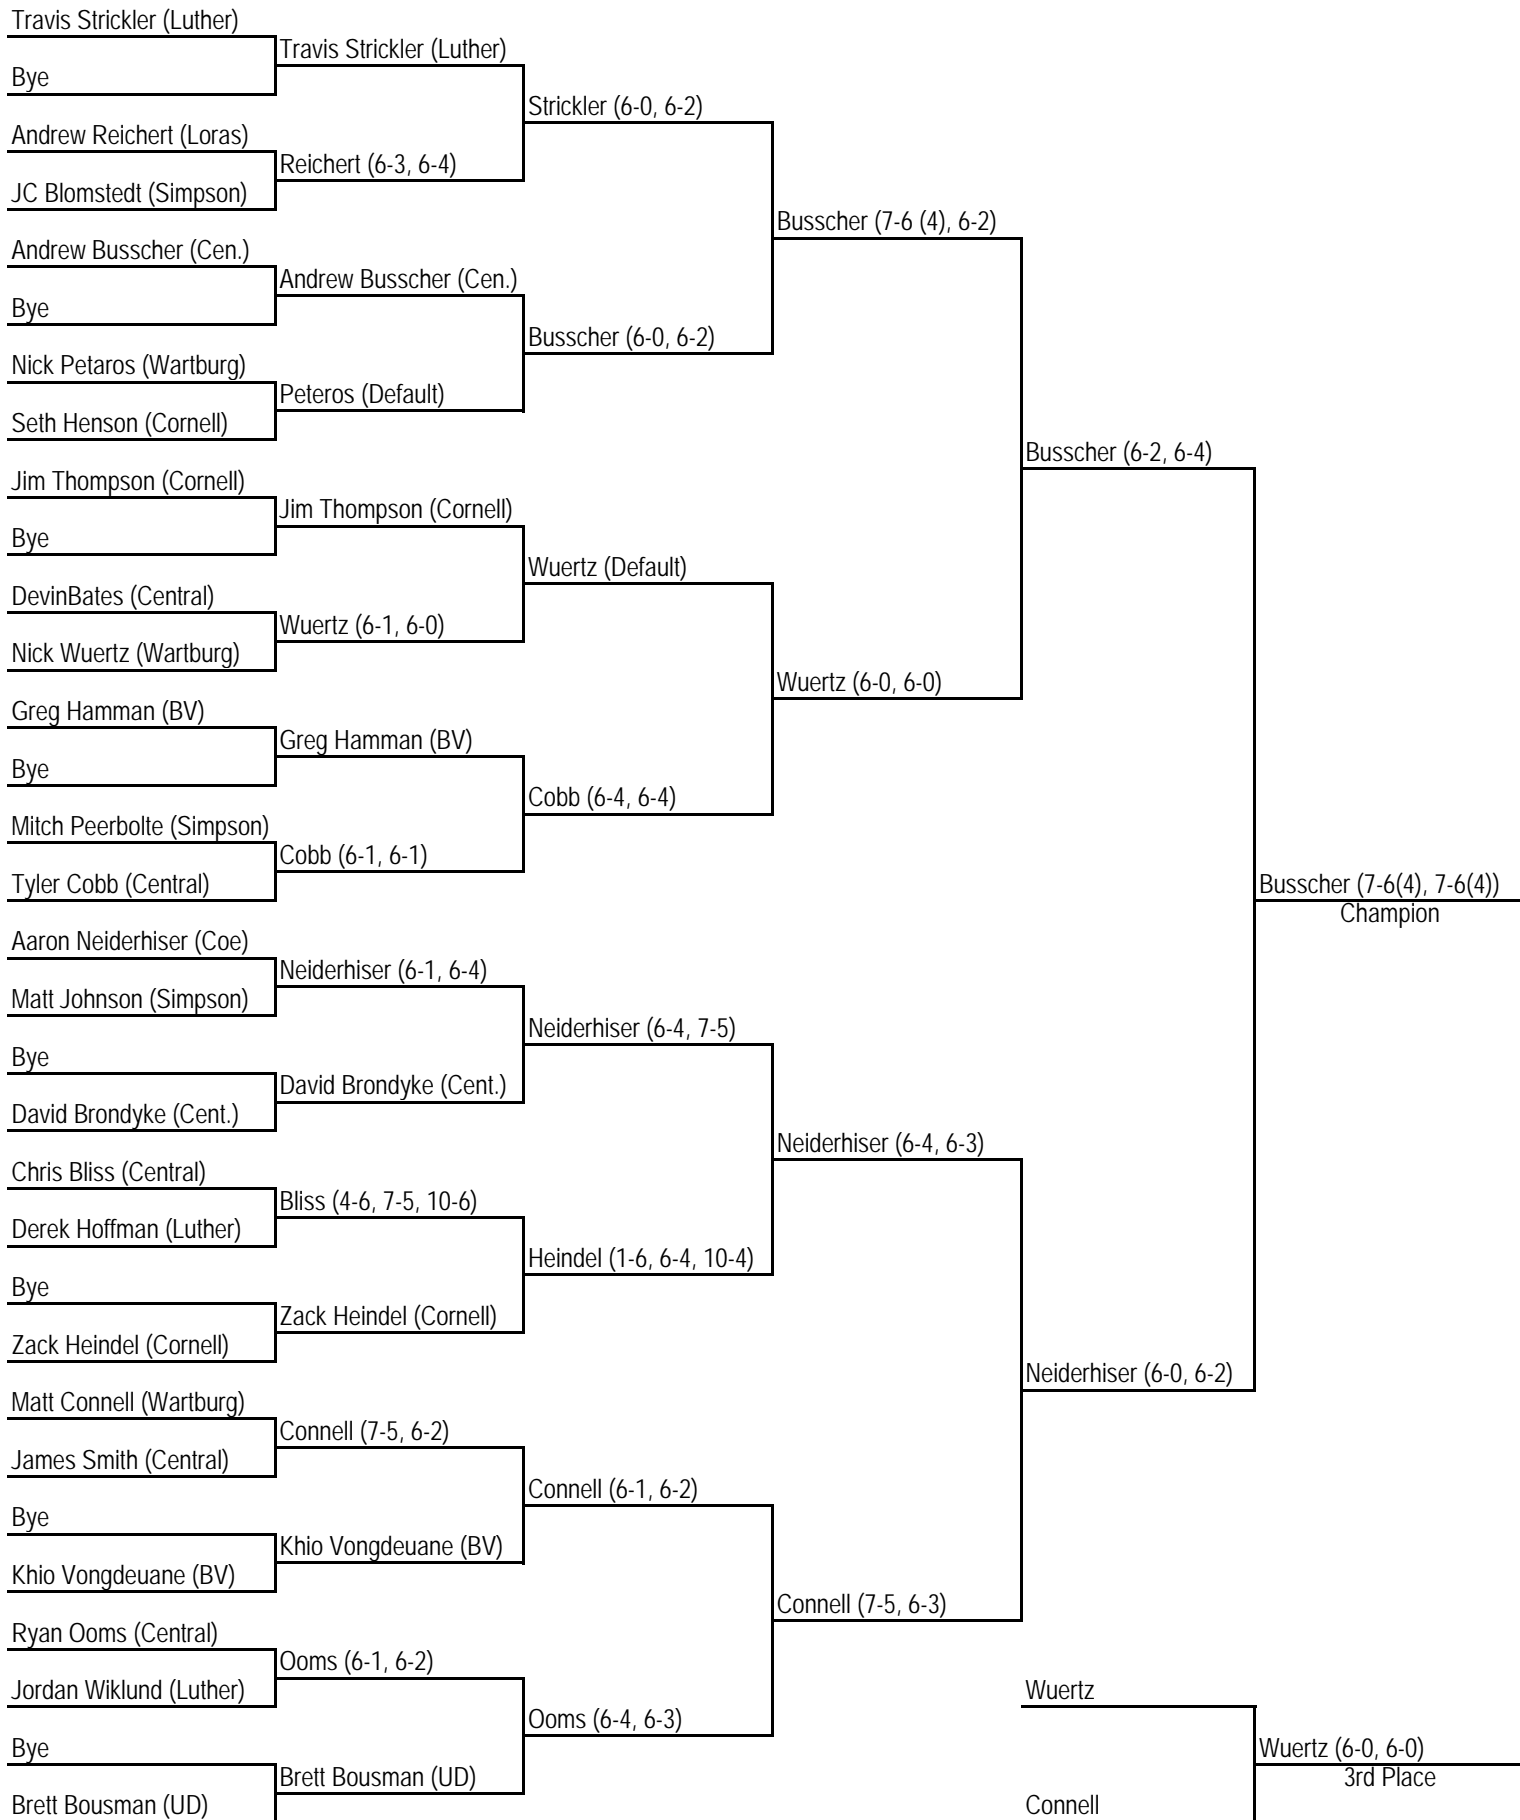 Travis Strickler (Luther)
Bye
Andrew Reichert (Loras)
JC Blomstedt (Simpson)
Andrew Busscher (Cen.)
Bye
Nick Petaros (Wartburg)
Seth Henson (Cornell)
Jim Thompson (Cornell)
Bye
DevinBates (Central)
Nick Wuertz (Wartburg)
Greg Hamman (BV)
Bye
Mitch Peerbolte (Simpson)
Tyler Cobb (Central)
Aaron Neiderhiser (Coe)
Matt Johnson (Simpson)
Bye
David Brondyke (Cent.)
Chris Bliss (Central)
Derek Hoffman (Luther)
Bye
Zack Heindel (Cornell)
Matt Connell (Wartburg)
James Smith (Central)
Bye
Khio Vongdeuane (BV)
Ryan Ooms (Central)
Jordan Wiklund (Luther)
Bye
Brett Bousman (UD)
Travis Strickler (Luther)
Reichert (6-3, 6-4)
Andrew Busscher (Cen.)
Peteros (Default)
Jim Thompson (Cornell)
Wuertz (6-1, 6-0)
Greg Hamman (BV)
Cobb (6-1, 6-1)
Neiderhiser (6-1, 6-4)
David Brondyke (Cent.)
Bliss (4-6, 7-5, 10-6)
Zack Heindel (Cornell)
Connell (7-5, 6-2)
Khio Vongdeuane (BV)
Ooms (6-1, 6-2)
Brett Bousman (UD)
Strickler (6-0, 6-2)
Busscher (6-0, 6-2)
Wuertz (Default)
Cobb (6-4, 6-4)
Neiderhiser (6-4, 7-5)
Heindel (1-6, 6-4, 10-4)
Connell (6-1, 6-2)
Ooms (6-4, 6-3)
Busscher (7-6 (4), 6-2)
Wuertz (6-0, 6-0)
Neiderhiser (6-4, 6-3)
Connell (7-5, 6-3)
Busscher (6-2, 6-4)
Neiderhiser (6-0, 6-2)
Busscher (7-6(4), 7-6(4))
Champion
Wuertz
Connell
Wuertz (6-0, 6-0)
3rd Place